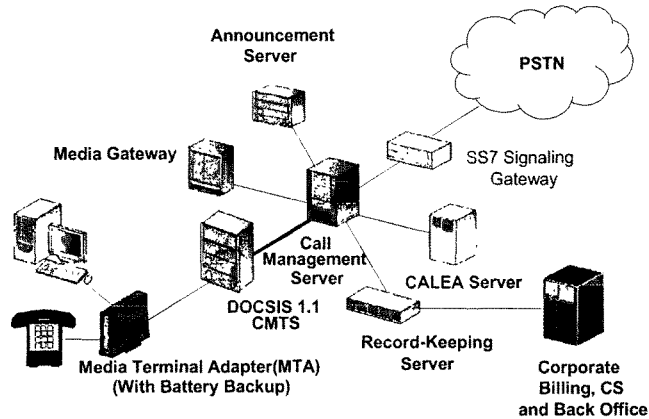 Announcement
Server
PSTN
Media Gateway
SS7 Signaling
Gateway
Call
Management
Server
CALEA Server
DOCSIS 1.1
CMTS
Record-Keeping
Server
Media Terminal Adapter(MTA)
(With Battery Backup)
Corporate
Billing, CS
and Back Office